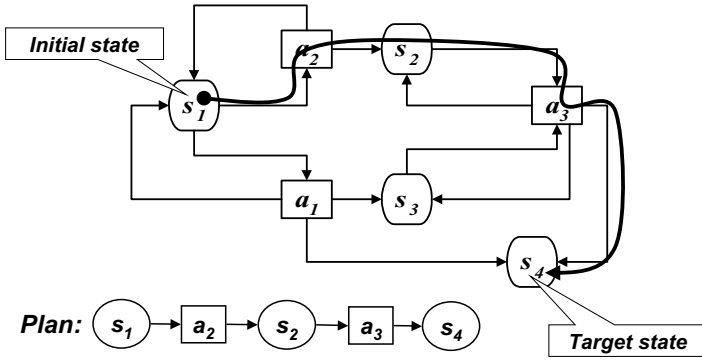 Initial state
a2
s2
s1
a3
a1
s3
s4
Plan: s1 a2 s2 a3 s4
Target state